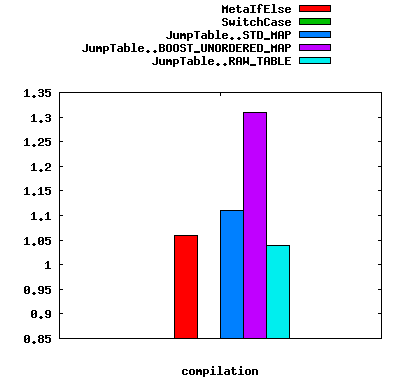 MetaIfElse
SwitchCase
JumpTable..STD_MAP
JumpTable..BOOST_UNORDERED_MAP
JumpTable..RAW_TABLE
1.35
1.3
1.25
1.2
1.15
1.1
1.05
1
0.95
0.9
0.85
compilation